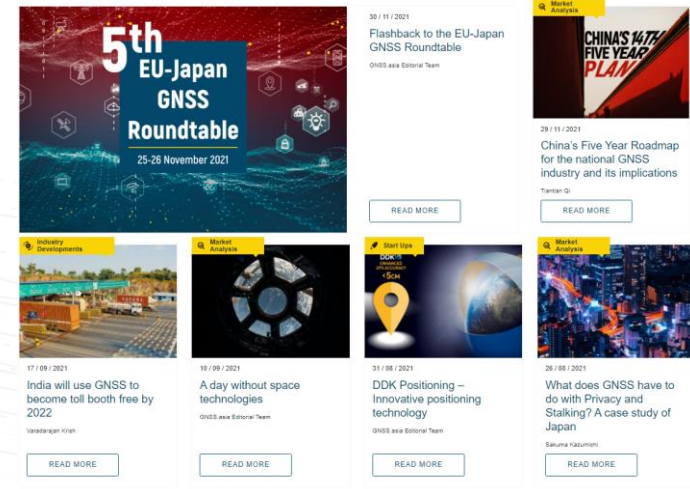 5th
EU-Japan
GNSS
Roundtable
25-26 November 2021
30 / 11 / 2021
Flashback to the EU-Japan
GNSS Roundtable
GNSS.asia Editorial Team
READ MORE
Market
Analysis
CHINA'S 14TH
FIVE YEAR
PLAN
29 / 11 / 2021
China's Five Year Roadmap
for the national GNSS
industry and its implications
Tiantian Qi
READ MORE
Industry
Developments
17 / 09 / 2021
India will use GNSS to
become toll booth free by
2022
Varadarajan Krish
READ MORE
Market
Analysis
10 / 09 / 2021
A day without space
technologies
GNSS.asia Editorial Team
READ MORE
Start Ups
DDK
ENHANCED
GPS ACCURACY
<5CM
31 / 08 / 2021
DDK Positioning –
Innovative positioning
technology
GNSS.asia Editorial Team
READ MORE
Market
Analysis
26 / 08 / 2021
What does GNSS have to
do with Privacy and
Stalking? A case study of
Japan
Sakuma Kazumichi
READ MORE